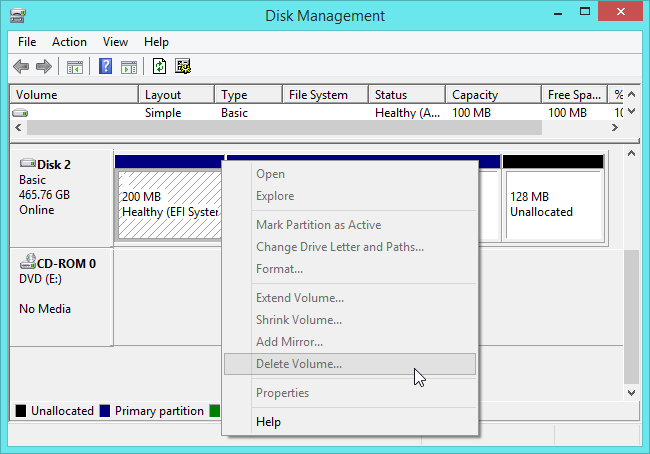 Disk Management
File Action View Help
Volume Layout Type File System Status Capacity Free Spa... %
Simple Basic Healthy (A... 100 MB 100 MB 10
Disk 2
Basic
465.76 GB
Online
200 MB
Healthy (EFI System
128 MB
Unallocated
Open
Explore
Mark Partition as Active
Change Drive Letter and Paths...
Format...
Extend Volume...
Shrink Volume...
Add Mirror...
Delete Volume...
Properties
Help
CD-ROM 0
DVD (E:)
No Media
Unallocated Primary partition